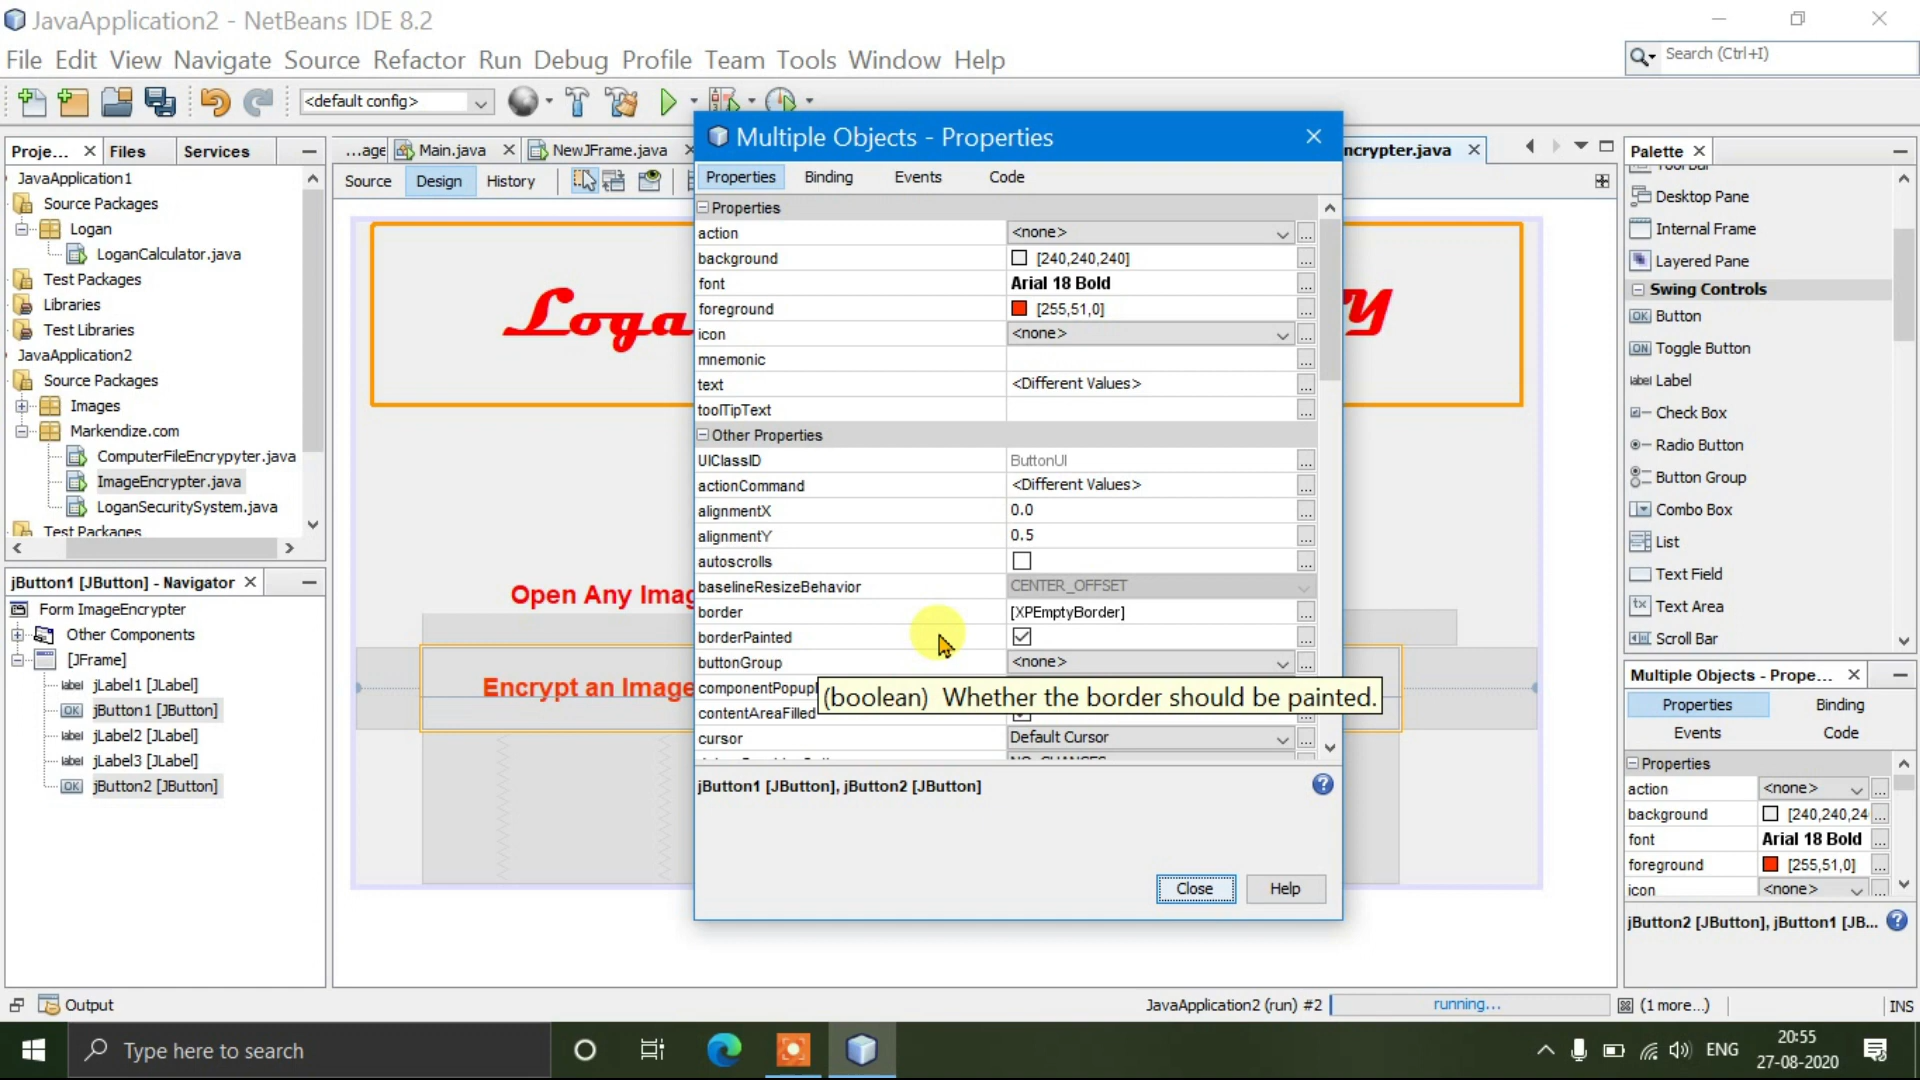 JavaApplication2 - NetBeans IDE 8.2
File Edit View Navigate Source Refactor Run Debug Profile Team Tools Window Help
Search (Ctrl+I)
<default config>
Proje... Files Services
JavaApplication1
Source Packages
Logan
LoganCalculator.java
Test Packages
Libraries
Test Libraries
JavaApplication2
Source Packages
Images
Markendize.com
ComputerFileEncrypyter.java
ImageEncrypter.java
LoganSecuritySystem.java
Test Packages
jButton1 [JButton] - Navigator
Form ImageEncrypter
Other Components
[JFrame]
label jLabel1 [JLabel]
OK jButton1 [JButton]
label jLabel2 [JLabel]
label jLabel3 [JLabel]
OK jButton2 [JButton]
...age Main.java NewJFrame.java ncrypter.java
Source Design History
Loga Y
Open Any Imag
Encrypt an Image
Multiple Objects - Properties
Properties Binding Events Code
Properties
action <none> ...
background [240,240,240] ...
font Arial 18 Bold ...
foreground [255,51,0] ...
icon <none> ...
mnemonic ...
text <Different Values> ...
toolTipText ...
Other Properties
UIClassID ButtonUI ...
actionCommand <Different Values> ...
alignmentX 0.0 ...
alignmentY 0.5 ...
autoscrolls ...
baselineResizeBehavior CENTER_OFFSET
border [XPEmptyBorder] ...
borderPainted ...
buttonGroup <none> ...
componentPopup
(boolean) Whether the border should be painted.
contentAreaFilled ...
cursor Default Cursor ...
jButton1 [JButton], jButton2 [JButton]
Close Help
Palette
Desktop Pane
Internal Frame
Layered Pane
Swing Controls
OK Button
ON Toggle Button
label Label
Check Box
Radio Button
Button Group
Combo Box
List
Text Field
Text Area
Scroll Bar
Multiple Objects - Prope...
Properties Binding
Events Code
Properties
action <none> ...
background [240,240,24 ...
font Arial 18 Bold ...
foreground [255,51,0] ...
icon <none> ...
jButton2 [JButton], jButton1 [JB...
Output
JavaApplication2 (run) #2 running... (1 more...) INS
Type here to search
ENG
20:55
27-08-2020